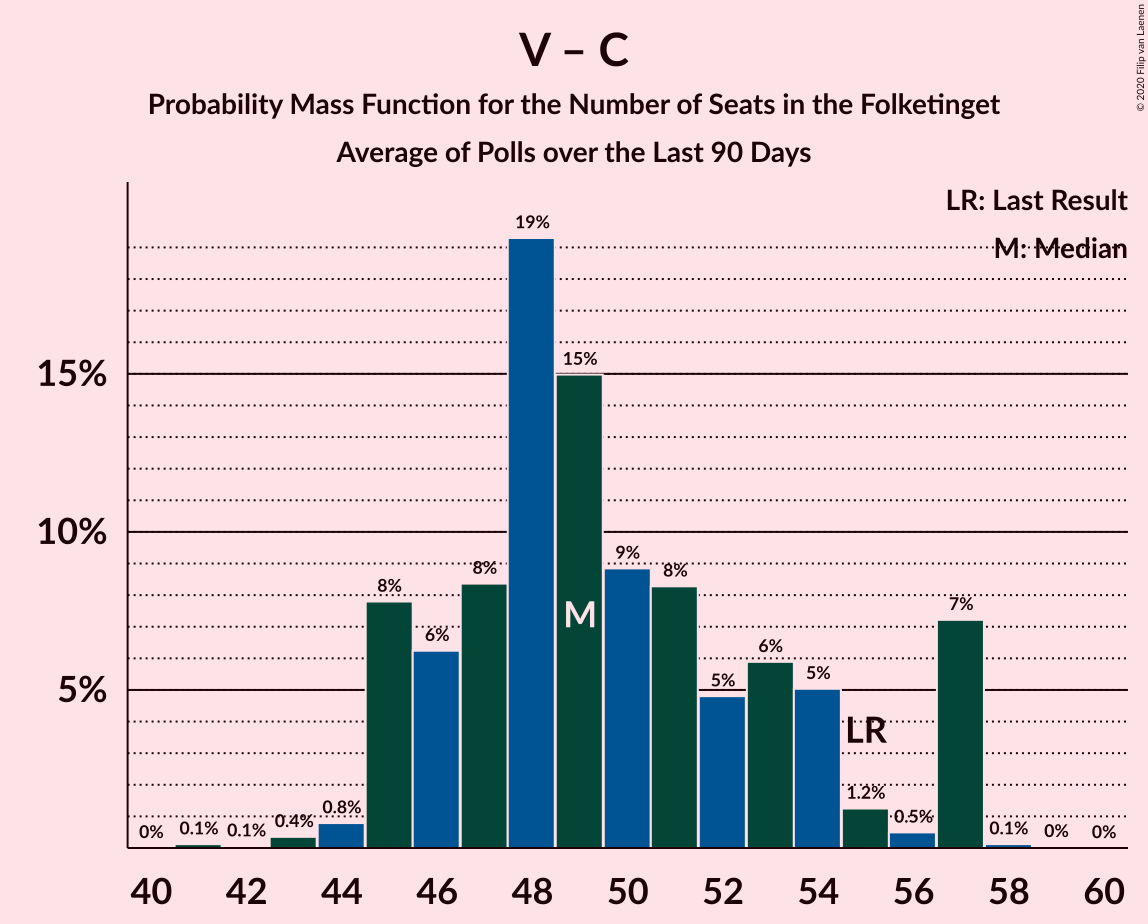 V – C
Probability Mass Function for the Number of Seats in the Folketinget
Average of Polls over the Last 90 Days
© 2020 Filip van Laenen
LR: Last Result
M: Median
15%
10%
5%
0%
0.1%
0.1%
0.4%
0.8%
8%
6%
8%
19%
15%
9%
8%
5%
6%
5%
1.2%
0.5%
7%
0.1%
0%
0%
M
LR
40 42 44 46 48 50 52 54 56 58 60